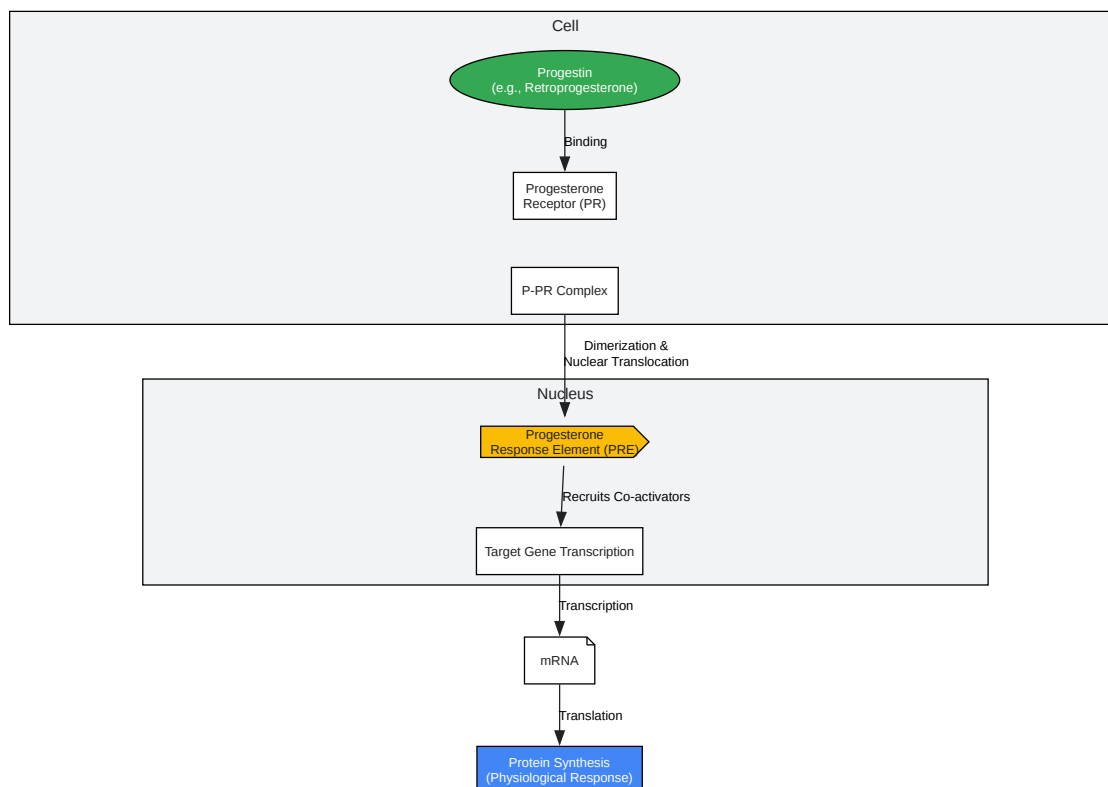 Cell
Progestin
(e.g., Retroprogesterone)
Binding
Progesterone
Receptor (PR)
P-PR Complex
Dimerization &
Nuclear Translocation
Nucleus
Progesterone
Response Element (PRE)
Recruits Co-activators
Target Gene Transcription
Transcription
mRNA
Translation
Protein Synthesis
(Physiological Response)